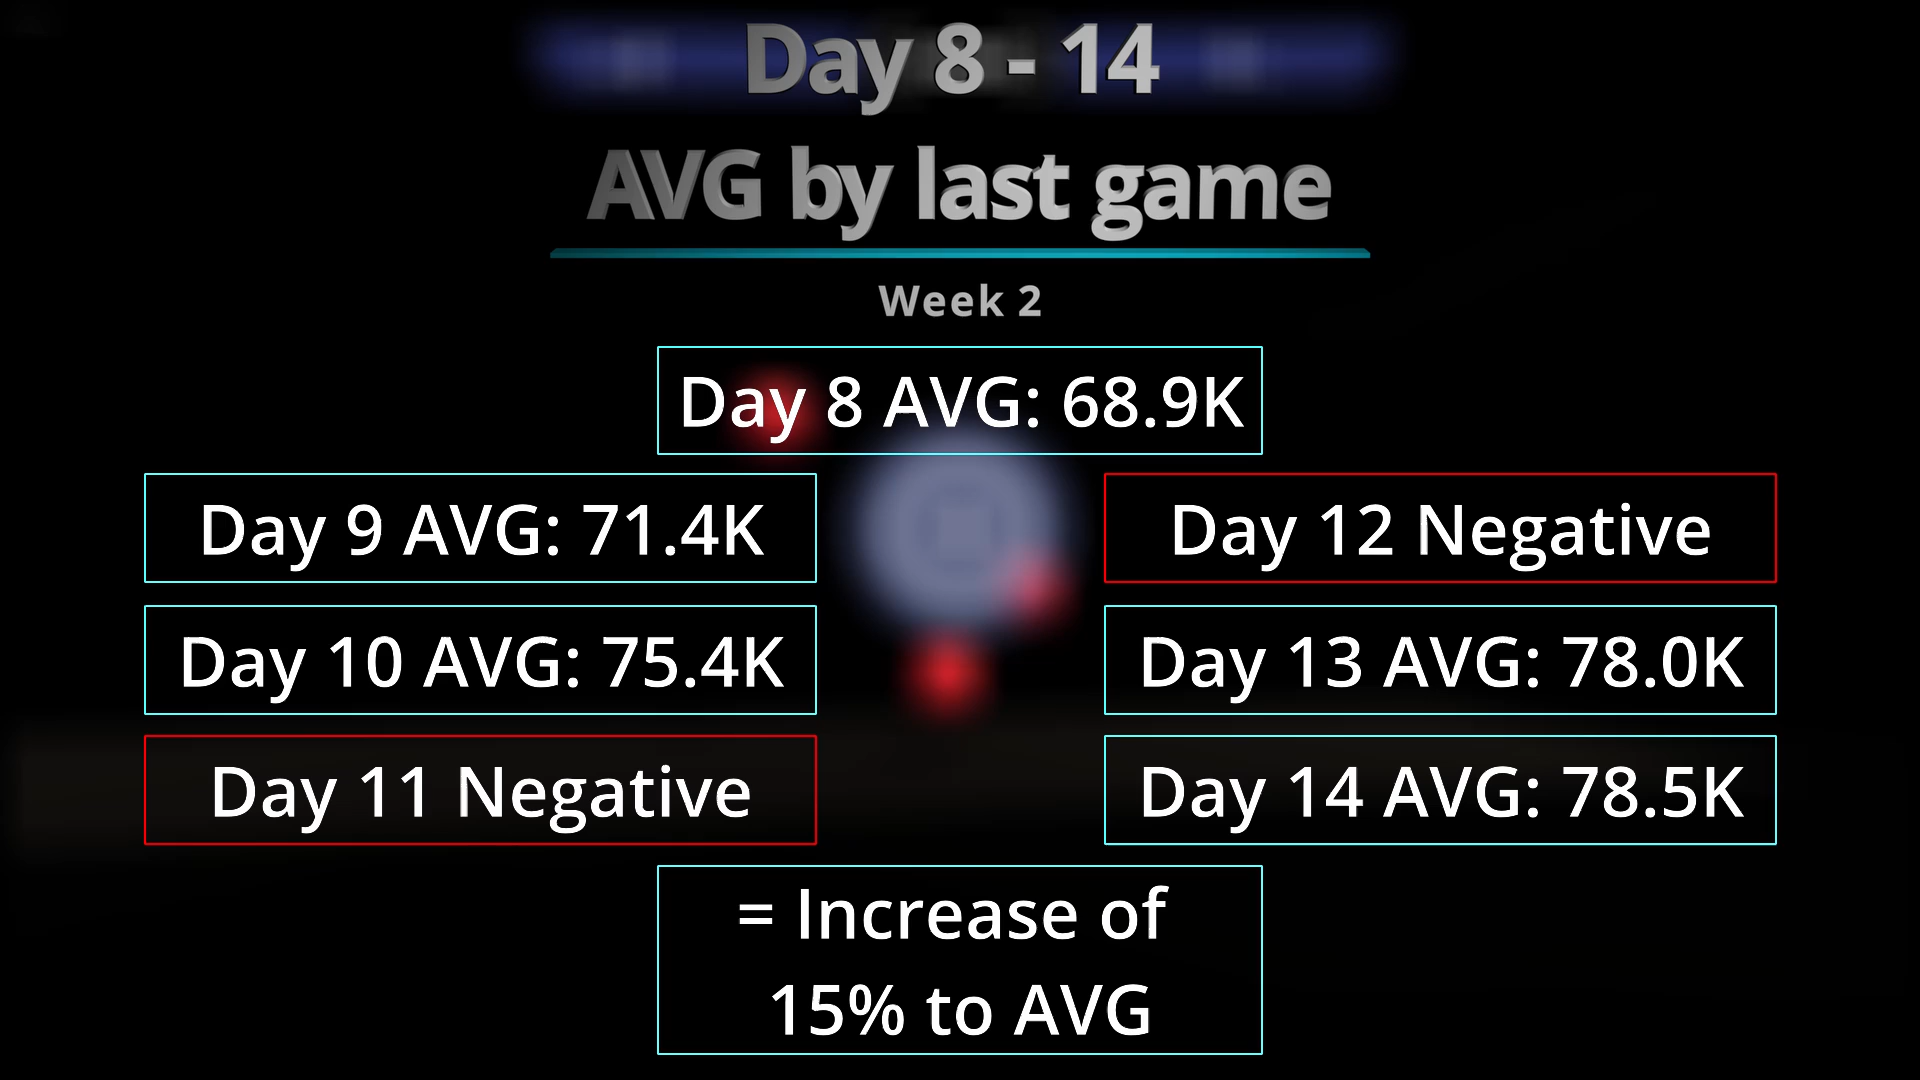 Day 8 - 14
AVG by last game
Week 2
Day 8 AVG: 68.9K
Day 9 AVG: 71.4K
Day 10 AVG: 75.4K
Day 11 Negative
Day 12 Negative
Day 13 AVG: 78.0K
Day 14 AVG: 78.5K
= Increase of
15% to AVG